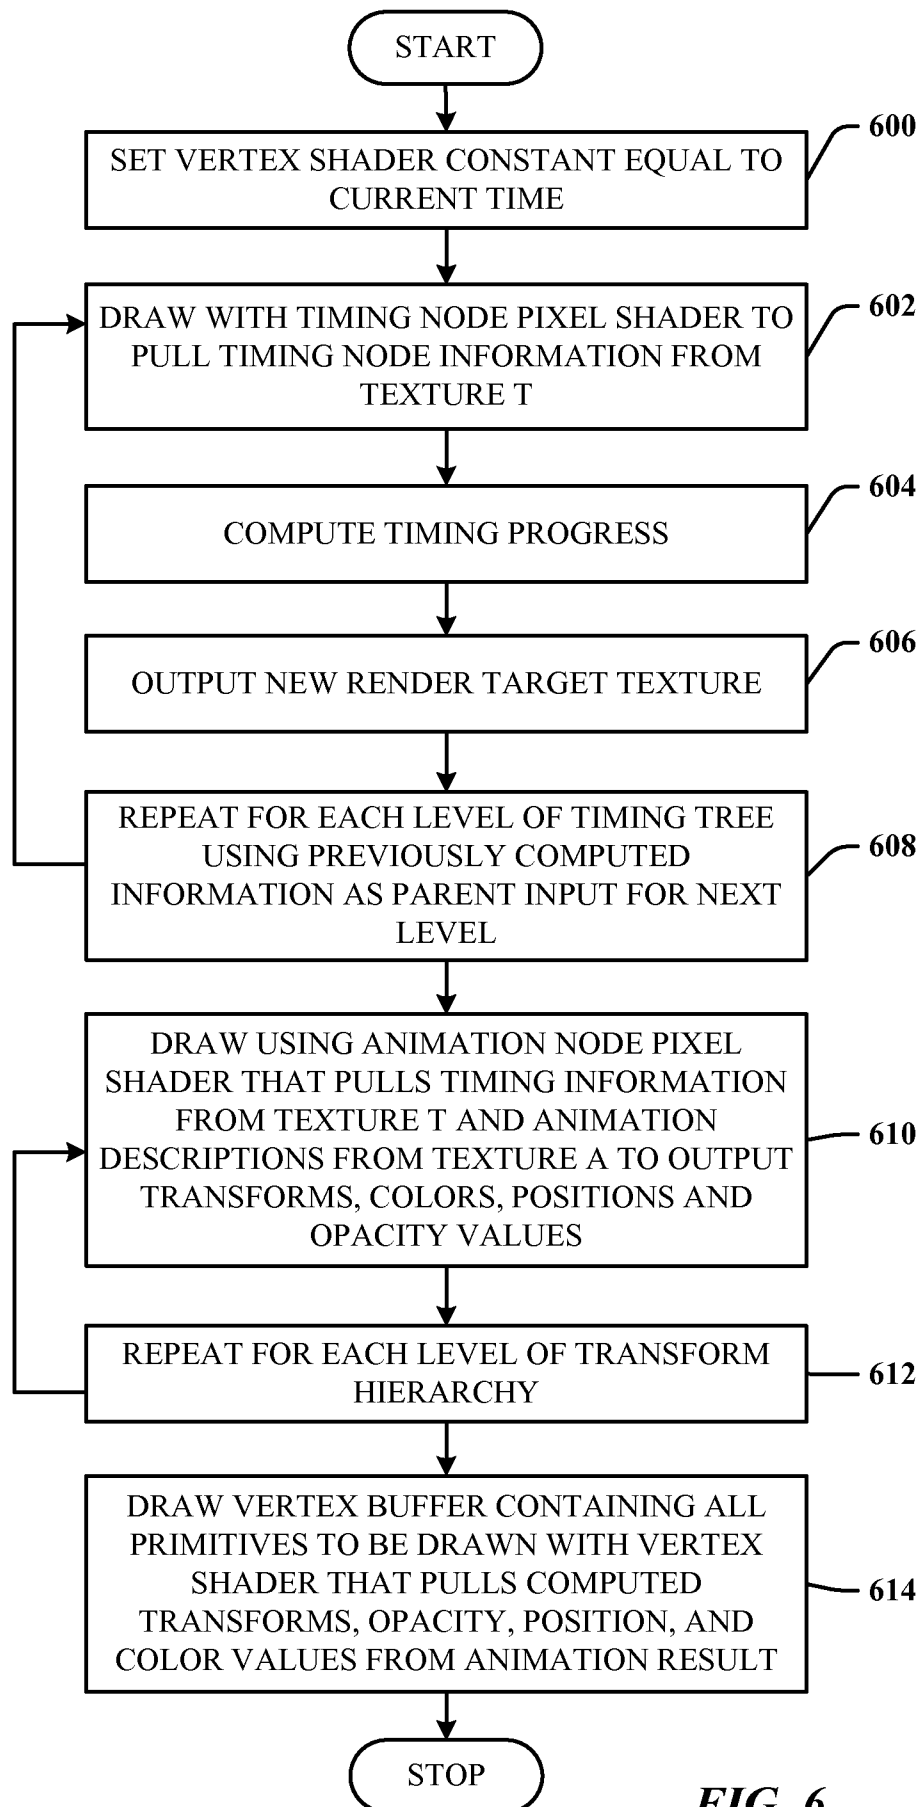 START
600
SET VERTEX SHADER CONSTANT EQUAL TO
CURRENT TIME
602
DRAW WITH TIMING NODE PIXEL SHADER TO
PULL TIMING NODE INFORMATION FROM
TEXTURE T
604
COMPUTE TIMING PROGRESS
606
OUTPUT NEW RENDER TARGET TEXTURE
608
REPEAT FOR EACH LEVEL OF TIMING TREE
USING PREVIOUSLY COMPUTED
INFORMATION AS PARENT INPUT FOR NEXT
LEVEL
610
DRAW USING ANIMATION NODE PIXEL
SHADER THAT PULLS TIMING INFORMATION
FROM TEXTURE T AND ANIMATION
DESCRIPTIONS FROM TEXTURE A TO OUTPUT
TRANSFORMS, COLORS, POSITIONS AND
OPACITY VALUES
612
REPEAT FOR EACH LEVEL OF TRANSFORM
HIERARCHY
614
DRAW VERTEX BUFFER CONTAINING ALL
PRIMITIVES TO BE DRAWN WITH VERTEX
SHADER THAT PULLS COMPUTED
TRANSFORMS, OPACITY, POSITION, AND
COLOR VALUES FROM ANIMATION RESULT
STOP
FIG. 6